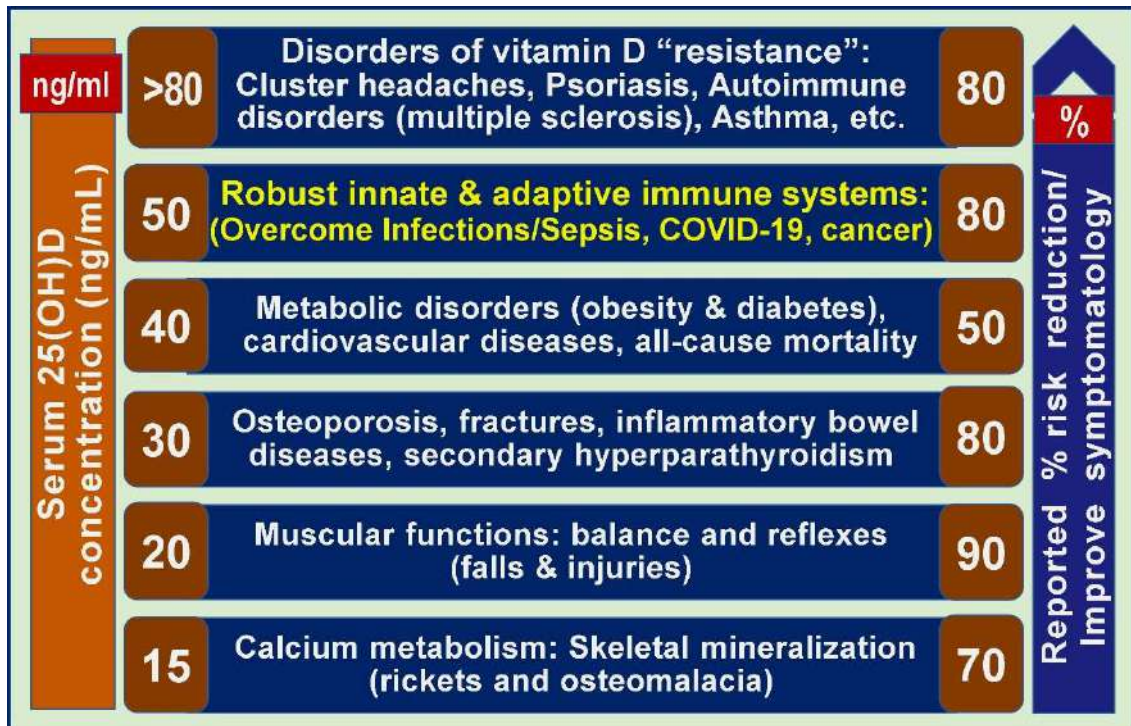 ng/ml
Serum 25(OH)D
concentration (ng/mL)
>80
Disorders of vitamin D “resistance”:
Cluster headaches, Psoriasis, Autoimmune
disorders (multiple sclerosis), Asthma, etc.
80
50
Robust innate & adaptive immune systems:
(Overcome Infections/Sepsis, COVID-19, cancer)
80
40
Metabolic disorders (obesity & diabetes),
cardiovascular diseases, all-cause mortality
50
30
Osteoporosis, fractures, inflammatory bowel
diseases, secondary hyperparathyroidism
80
20
Muscular functions: balance and reflexes
(falls & injuries)
90
15
Calcium metabolism: Skeletal mineralization
(rickets and osteomalacia)
70
%
Reported % risk reduction/
Improve symptomatology